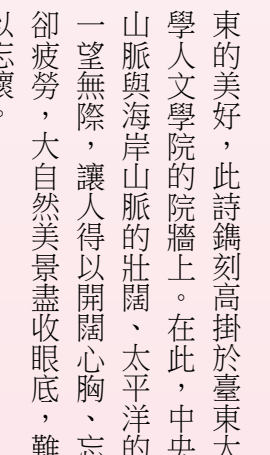 東的美好，此詩鐫刻高掛於臺東大
學人文學院的院牆上。在此，中央
山脈與海岸山脈的壯闊、太平洋的
一望無際，讓人得以開闊心胸、忘
卻疲勞，大自然美景盡收眼底，難
以忘懷。